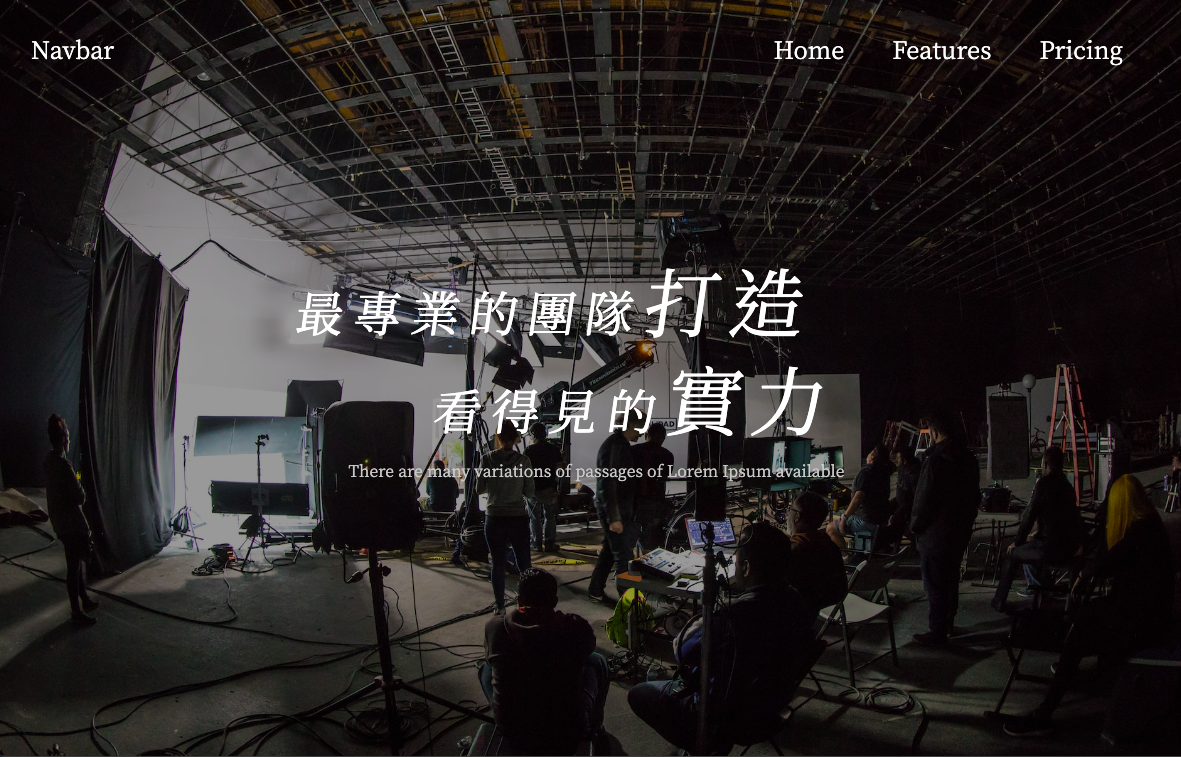 Navbar
Home Features Pricing
最專業的團隊打造
看得見的實力
There are many variations of passages of Lorem Ipsum available